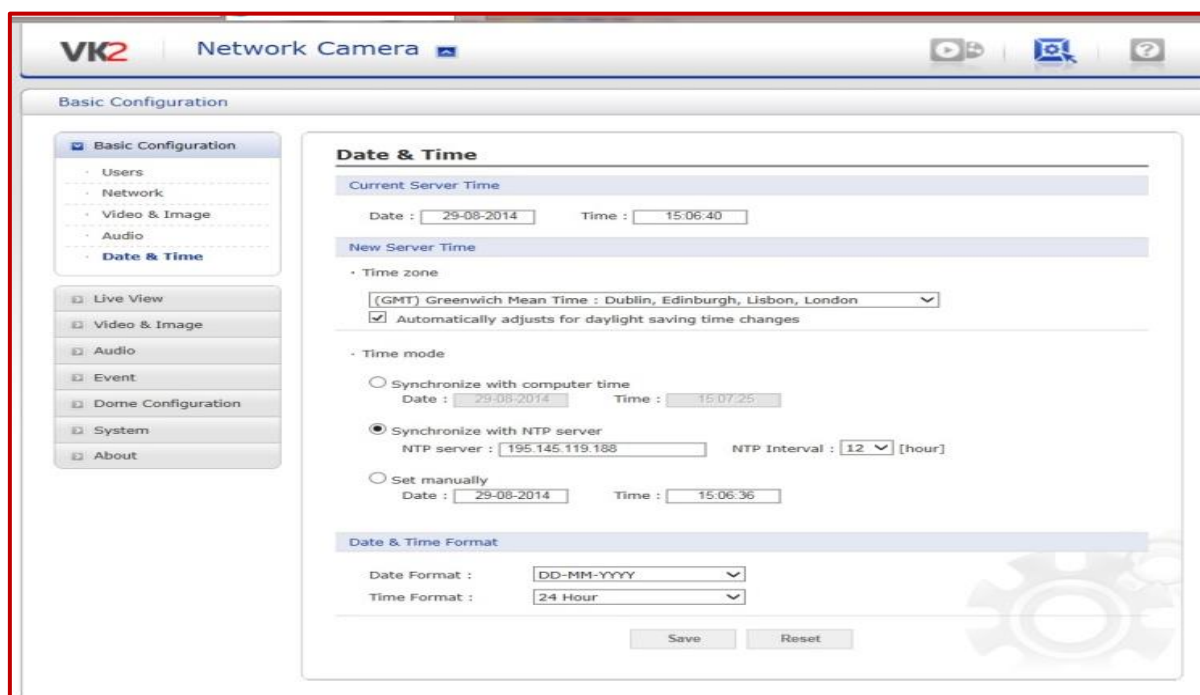 VK2 Network Camera
Basic Configuration
Basic Configuration
Users
Network
Video & Image
Audio
Date & Time
Live View
Video & Image
Audio
Event
Dome Configuration
System
About
Date & Time
Current Server Time
Date : 29-08-2014 Time : 15:06:40
New Server Time
· Time zone
(GMT) Greenwich Mean Time : Dublin, Edinburgh, Lisbon, London
Automatically adjusts for daylight saving time changes
· Time mode
Synchronize with computer time
Date : 29-08-2014 Time : 15:07:25
Synchronize with NTP server
NTP server : 195.145.119.188 NTP Interval : 12 [hour]
Set manually
Date : 29-08-2014 Time : 15:06:36
Date & Time Format
Date Format : DD-MM-YYYY
Time Format : 24 Hour
Save Reset